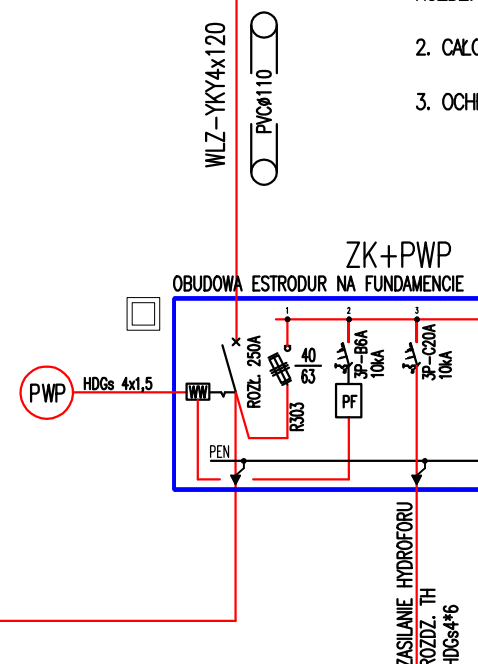 2.
3.
WLZ-YKY4x120
PVCø110
ZK+PWP
OBUDOWA ESTRODUR NA FUNDAMENCIE
1
2
3
ROZŁ. 250A
40
63
R303
3P-B6A
10kA
3P-C20A
10kA
PWP
HDGs 4x1,5
WW
PF
PEN
ZASILANIE HYDROFORU
ROZDZ. TH
HDGs4*6